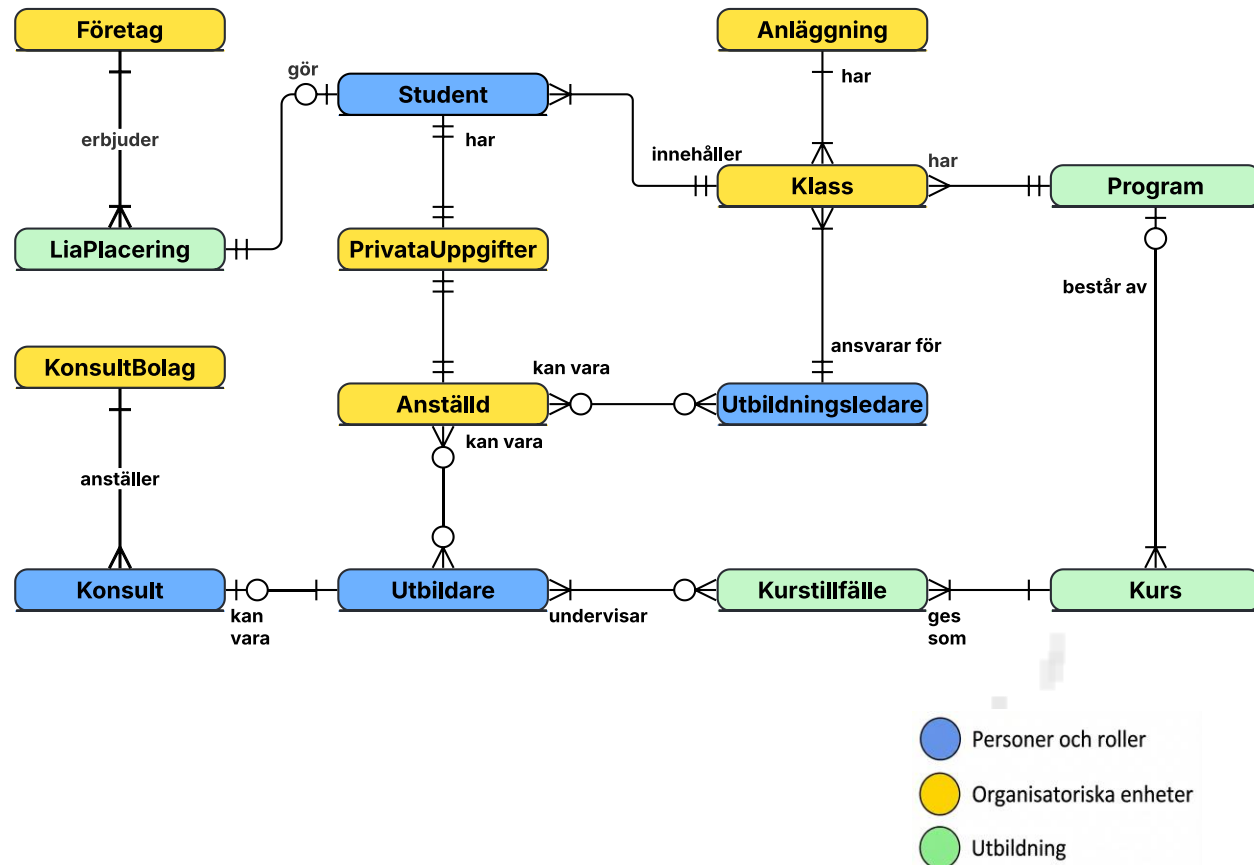 Företag
Anläggning
gör
har
Student
erbjuder
har
innehåller
har
Klass
Program
LiaPlacering
PrivataUppgifter
består av
KonsultBolag
kan vara
ansvarar för
Anställd
Utbildningsledare
kan vara
anställer
Konsult
Utbildare
Kurstillfälle
Kurs
kan
vara
undervisar
ges
som
Personer och roller
Organisatoriska enheter
Utbildning